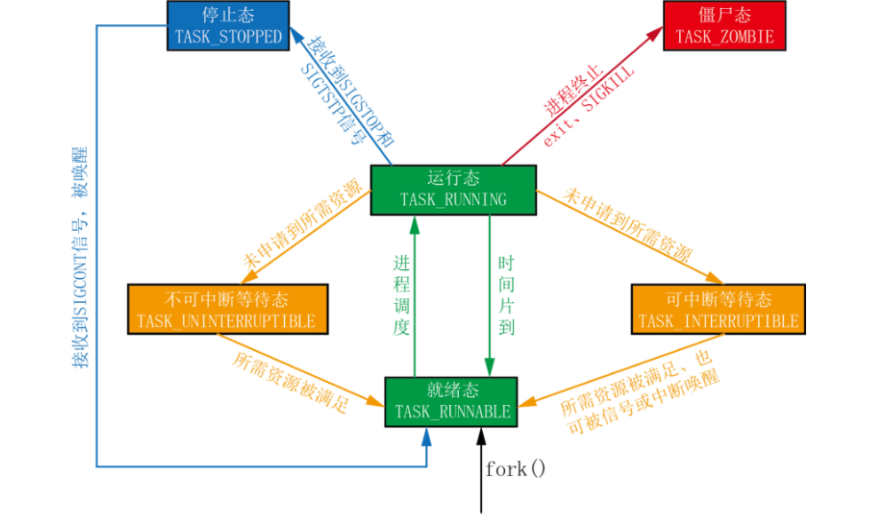 停止态
TASK_STOPPED
僵尸态
TASK_ZOMBIE
接收到SIGSTOP和
SIGTSTP信号
进程终止
exit、SIGKILL
接收到SIGCONT信号，被唤醒
运行态
TASK_RUNNING
未申请到所需资源
未申请到所需资源
进程调度
时间片到
不可中断等待态
TASK_UNINTERRUPTIBLE
可中断等待态
TASK_INTERRUPTIBLE
所需资源被满足
所需资源被满足、也
可被信号或中断唤醒
就绪态
TASK_RUNNABLE
fork()